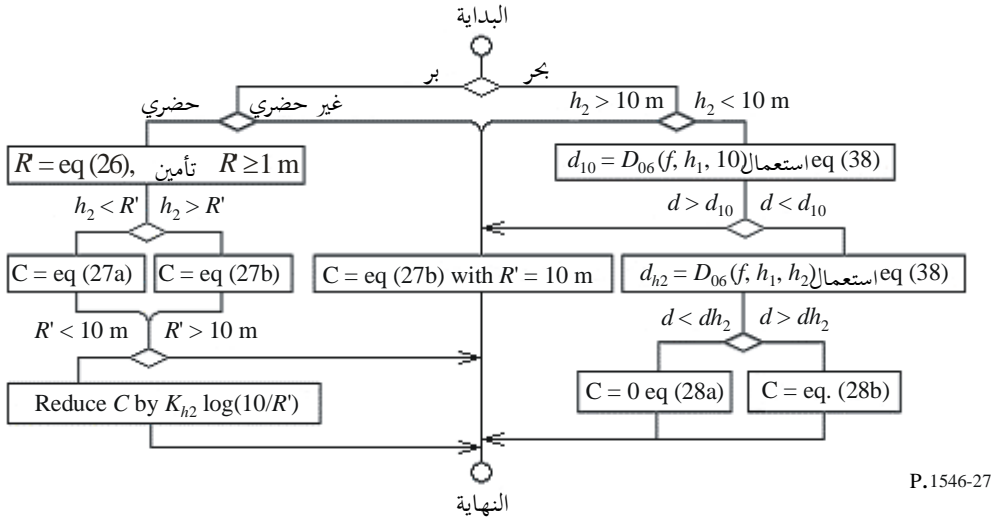 البداية
بر
بحر
حضري
غير حضري
h₂ > 10 m
h₂ < 10 m
R' = eq (26), تأمين R' ≥ 1 m
d₁₀ = D₀₆ (f, h₁, 10) استعمال eq (38)
h₂ < R'
h₂ > R'
d > d₁₀
d < d₁₀
C = eq (27a)
C = eq (27b)
C = eq (27b) with R' = 10 m
dₕ₂ = D₀₆ (f, h₁, h₂) استعمال eq (38)
R' < 10 m
R' > 10 m
d < dh₂
d > dh₂
Reduce C by Kₕ₂ log(10/R')
C = 0 eq (28a)
C = eq. (28b)
النهاية
P.1546-27